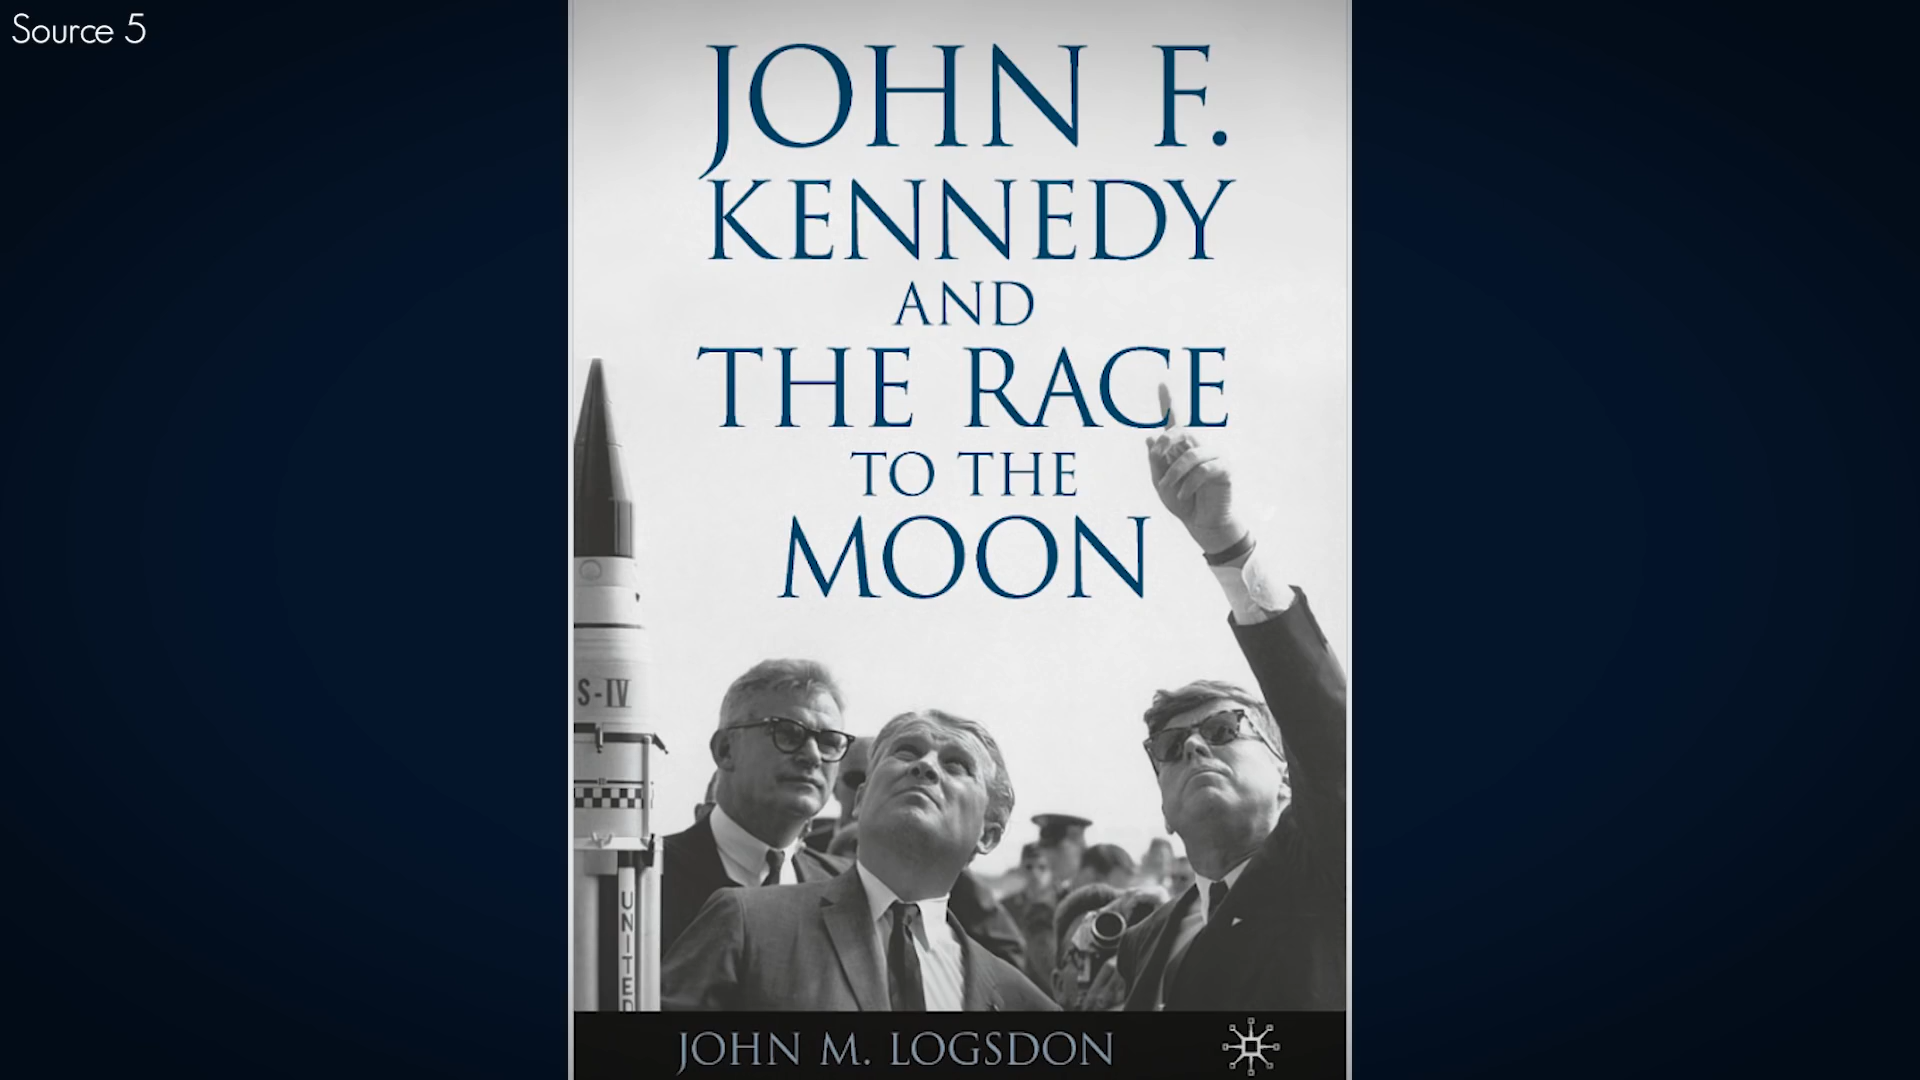 Source 5
JOHN F.
KENNEDY
AND
THE RACE
TO THE
MOON
S-IV
UNITED
JOHN M. LOGSDON